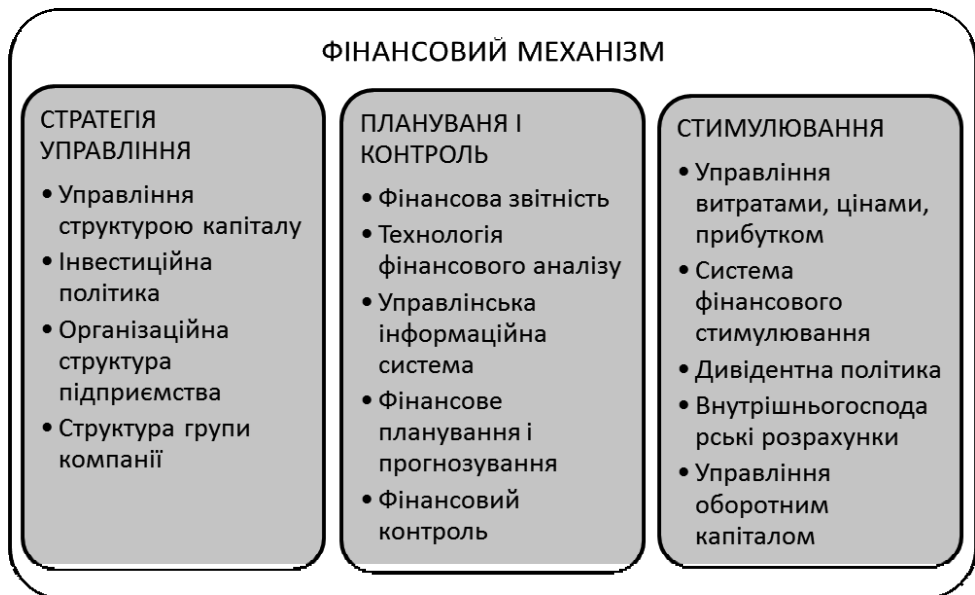 ФІНАНСОВИЙ МЕХАНІЗМ
СТРАТЕГІЯ
УПРАВЛІННЯ
• Управління
структурою капіталу
• Інвестиційна
політика
• Організаційна
структура
підприємства
• Структура групи
компанії
ПЛАНУВАНЯ І
КОНТРОЛЬ
• Фінансова звітність
• Технологія
фінансового аналізу
• Управлінська
інформаційна
система
• Фінансове
планування і
прогнозування
• Фінансовий
контроль
СТИМУЛЮВАННЯ
• Управління
витратами, цінами,
прибутком
• Система
фінансового
стимулювання
• Дивідентна політика
• Внутрішньогоспода
рські розрахунки
• Управління
оборотним
капіталом